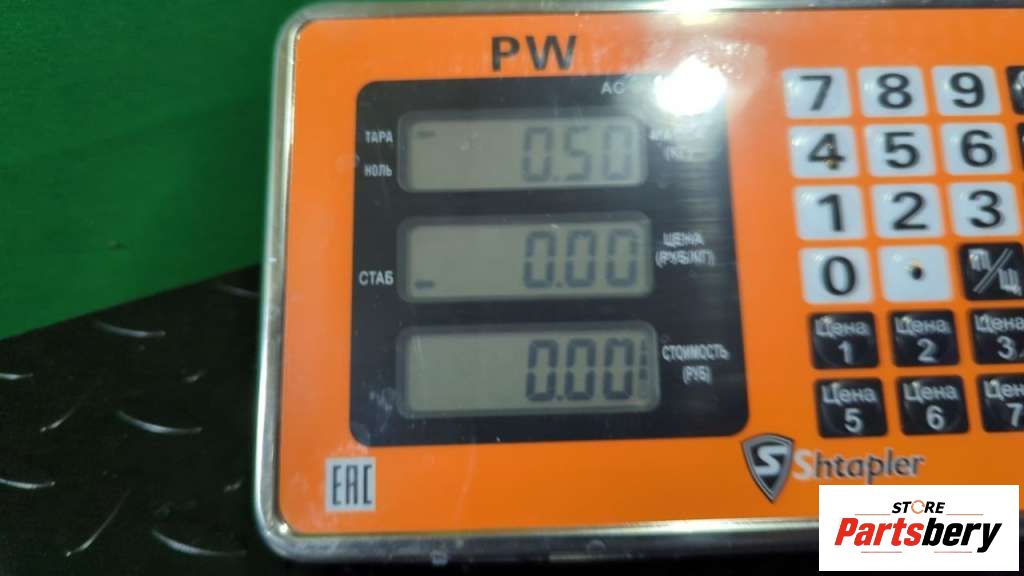 PW
AC
ТАРА
НОЛЬ
0.50
СТАБ
0.00
ЦЕНА
(РУБ/КГ)
0.00
СТОИМОСТЬ
(РУБ)
7 8 9
4 5 6
1 2 3
0 .
Цена 1
Цена 2
Цена 3
Цена 5
Цена 6
Цена 7
EAC
S Shtapler
STORE
Partsbery